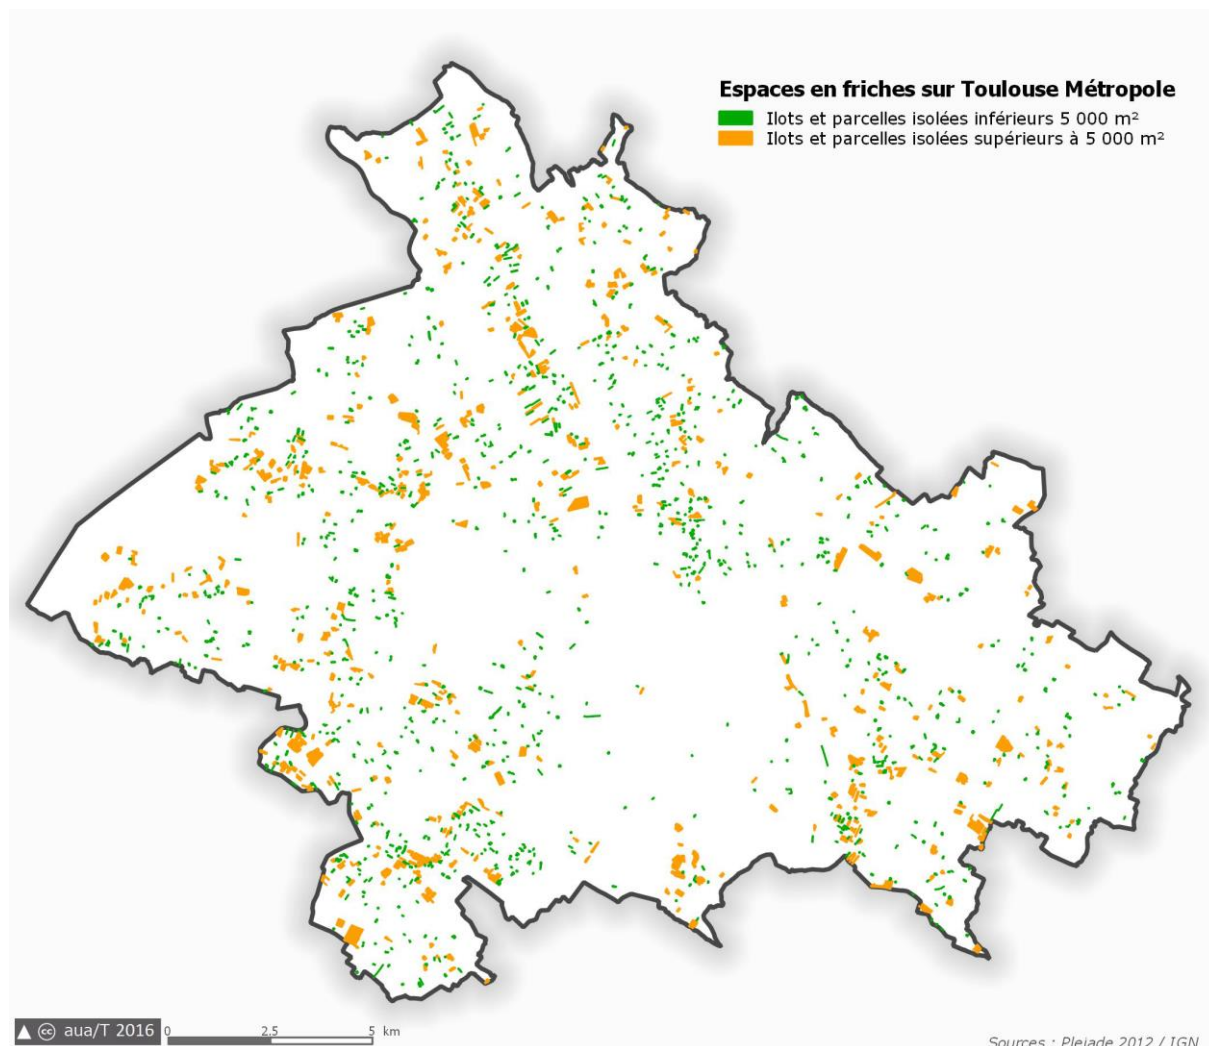 Espaces en friches sur Toulouse Métropole
Ilots et parcelles isolées inférieurs 5 000 m²
Ilots et parcelles isolées supérieurs à 5 000 m²
cc aua/T 2016
0 2.5 5 km
Sources : Pleiade 2012 / IGN